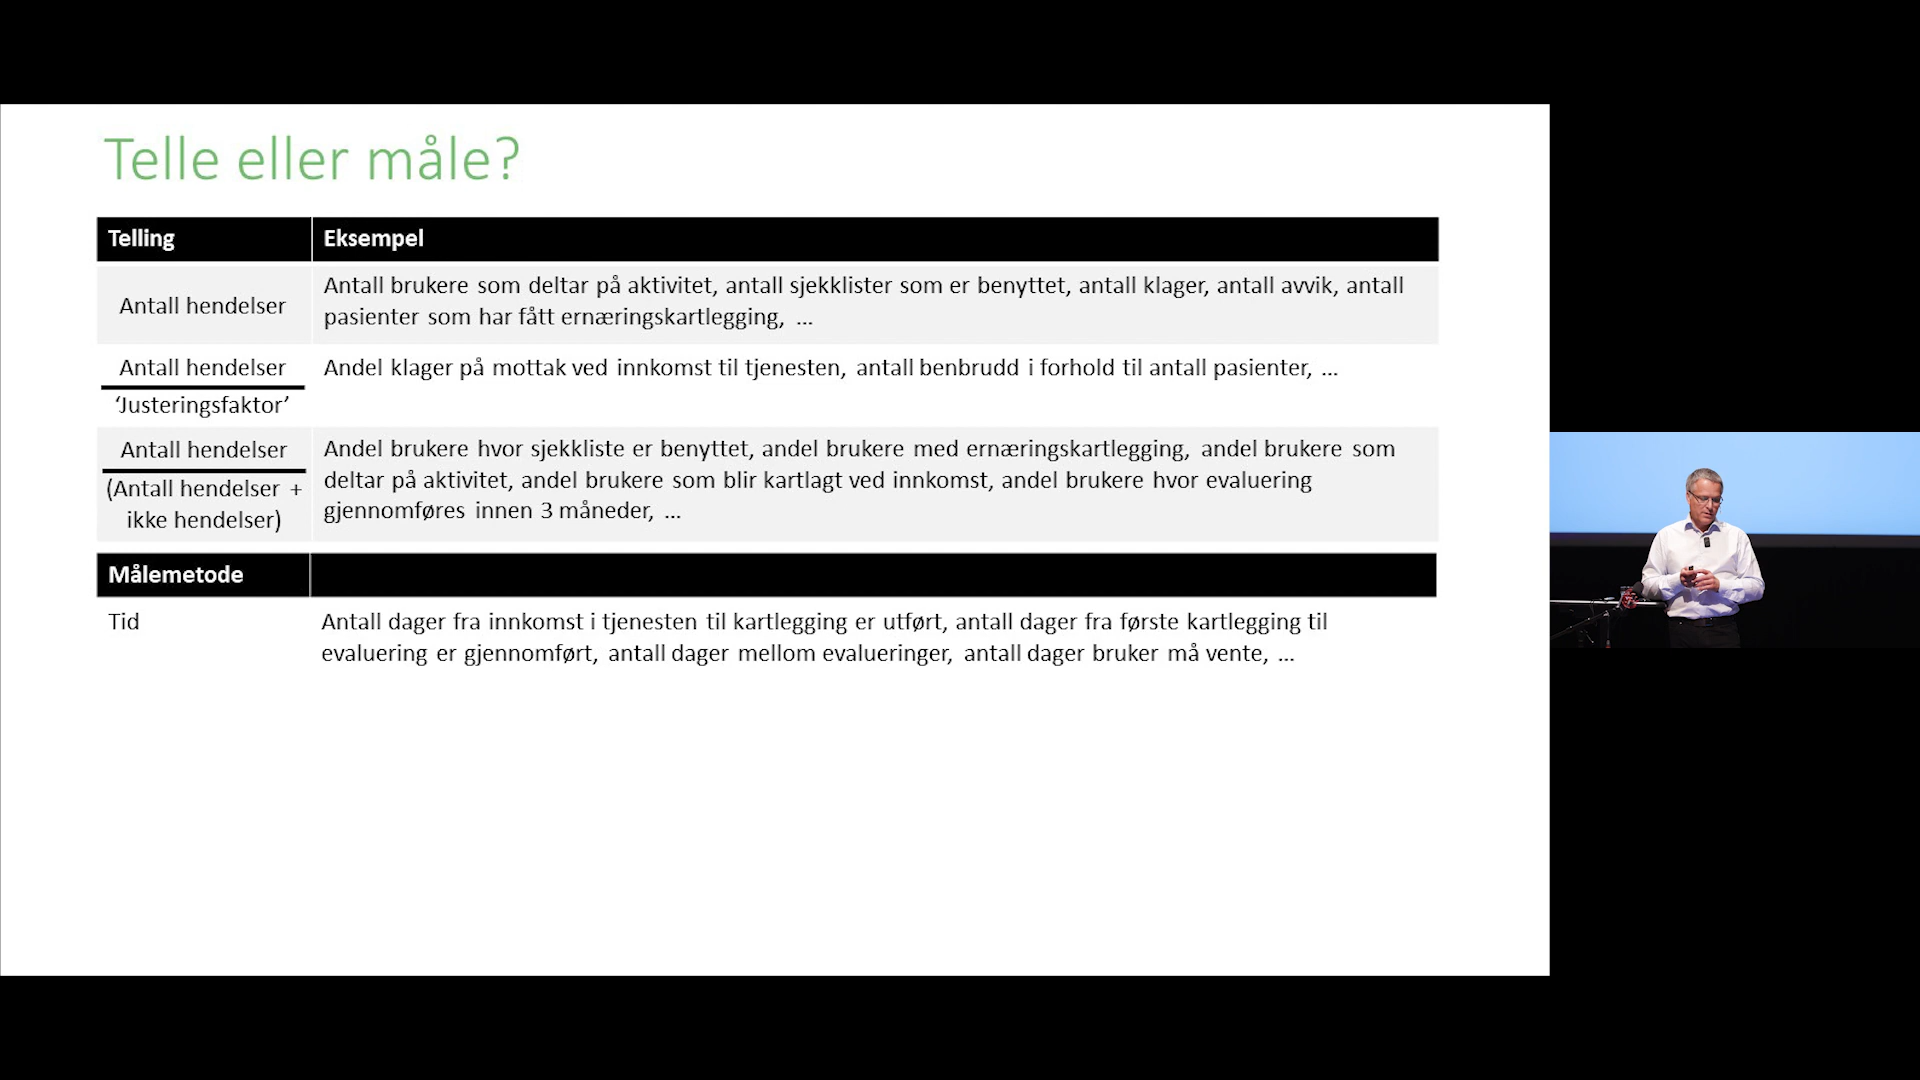 Telle eller måle?
Telling
Eksempel
Antall hendelser
Antall brukere som deltar på aktivitet, antall sjekklister som er benyttet, antall klager, antall avvik, antall
pasienter som har fått ernæringskartlegging, ...
Antall hendelser
'Justeringsfaktor'
Andel klager på mottak ved innkomst til tjenesten, antall benbrudd i forhold til antall pasienter, ...
Antall hendelser
(Antall hendelser +
ikke hendelser)
Andel brukere hvor sjekkliste er benyttet, andel brukere med ernæringskartlegging, andel brukere som
deltar på aktivitet, andel brukere som blir kartlagt ved innkomst, andel brukere hvor evaluering
gjennomføres innen 3 måneder, ...
Målemetode
Tid
Antall dager fra innkomst i tjenesten til kartlegging er utført, antall dager fra første kartlegging til
evaluering er gjennomført, antall dager mellom evalueringer, antall dager bruker må vente, ...